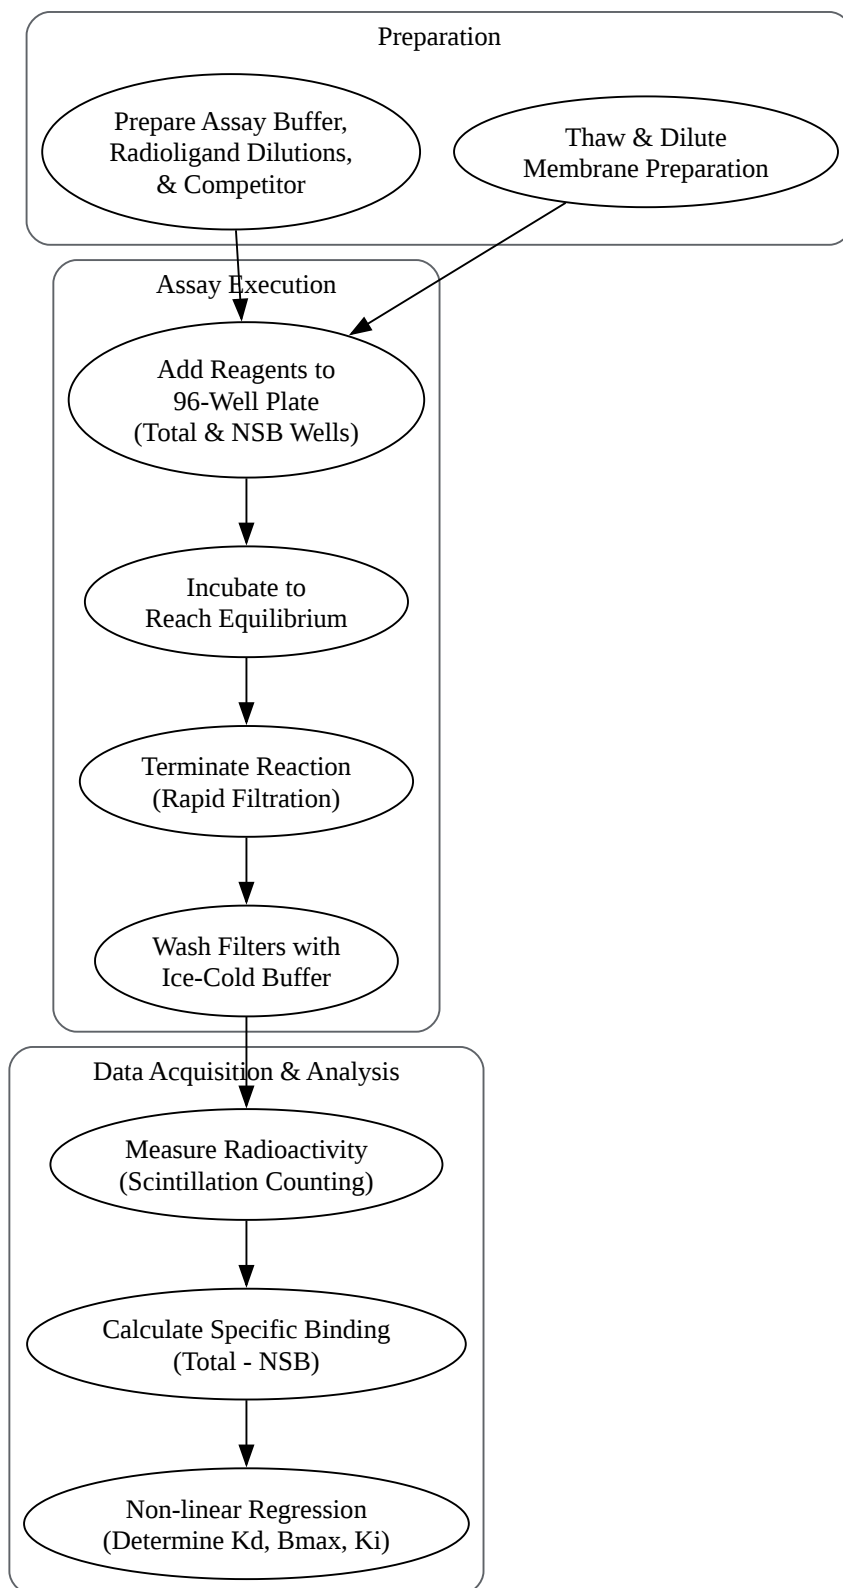 Preparation
Prepare Assay Buffer,
Radioligand Dilutions,
& Competitor
Thaw & Dilute
Membrane Preparation
Assay Execution
Add Reagents to
96-Well Plate
(Total & NSB Wells)
Incubate to
Reach Equilibrium
Terminate Reaction
(Rapid Filtration)
Wash Filters with
Ice-Cold Buffer
Data Acquisition & Analysis
Measure Radioactivity
(Scintillation Counting)
Calculate Specific Binding
(Total - NSB)
Non-linear Regression
(Determine Kd, Bmax, Ki)